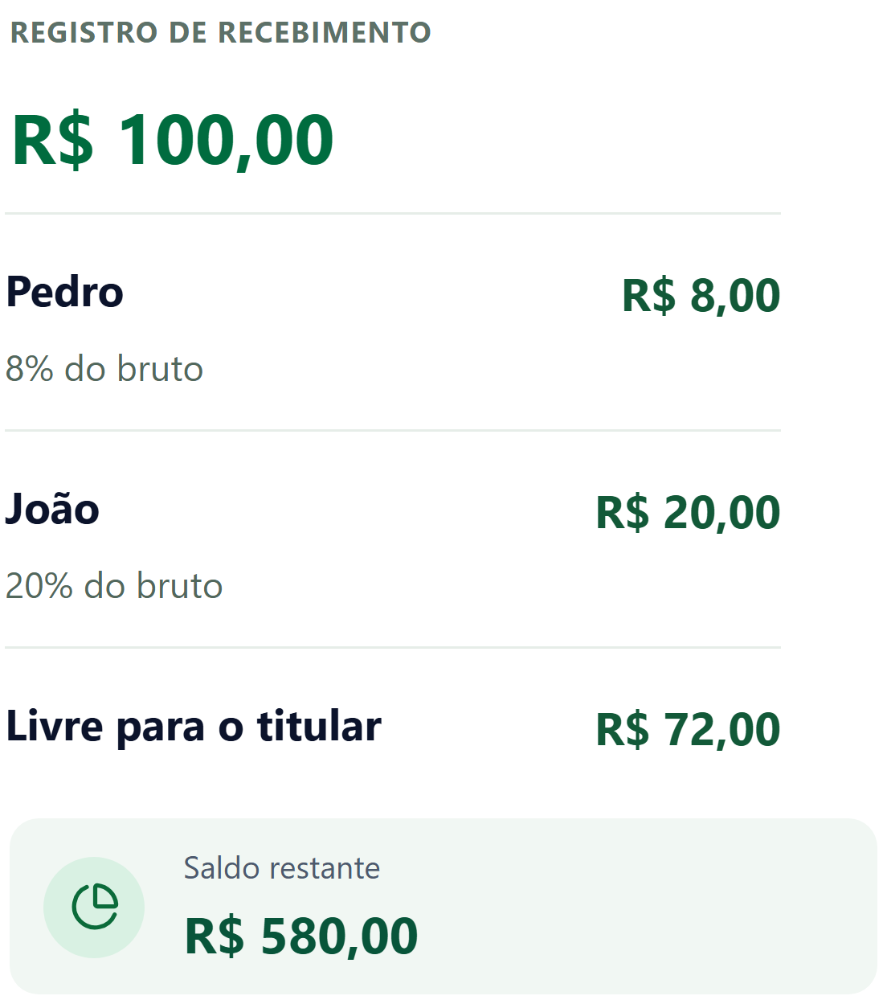 REGISTRO DE RECEBIMENTO
R$ 100,00
Pedro
R$ 8,00
8% do bruto
João
R$ 20,00
20% do bruto
Livre para o titular
R$ 72,00
Saldo restante
R$ 580,00